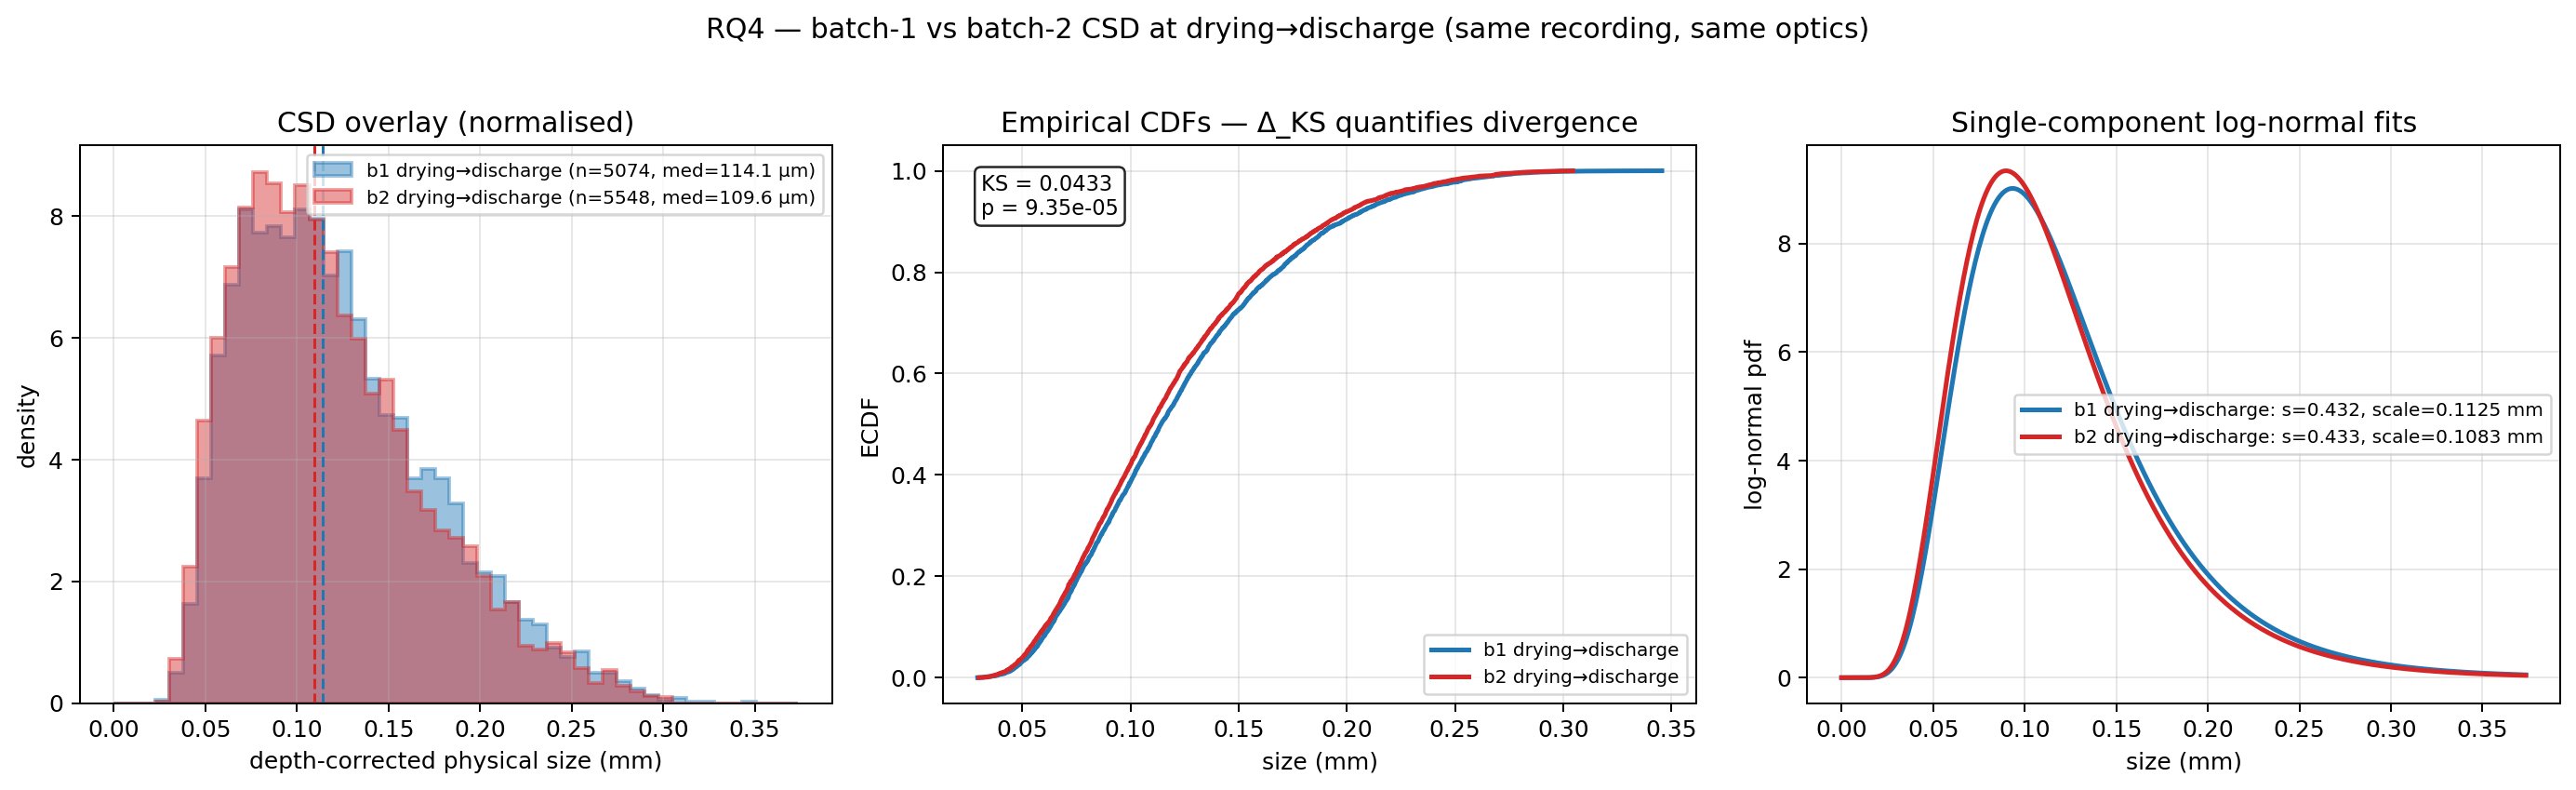 RQ4 — batch-1 vs batch-2 CSD at drying→discharge (same recording, same optics)
CSD overlay (normalised)
b1 drying→discharge (n=5074, med=114.1 μm)
b2 drying→discharge (n=5548, med=109.6 μm)
density
8
6
4
2
0
0.00 0.05 0.10 0.15 0.20 0.25 0.30 0.35
depth-corrected physical size (mm)
Empirical CDFs — Δ_KS quantifies divergence
KS = 0.0433
p = 9.35e-05
ECDF
1.0
0.8
0.6
0.4
0.2
0.0
b1 drying→discharge
b2 drying→discharge
0.05 0.10 0.15 0.20 0.25 0.30 0.35
size (mm)
Single-component log-normal fits
log-normal pdf
8
6
4
2
0
b1 drying→discharge: s=0.432, scale=0.1125 mm
b2 drying→discharge: s=0.433, scale=0.1083 mm
0.00 0.05 0.10 0.15 0.20 0.25 0.30 0.35
size (mm)